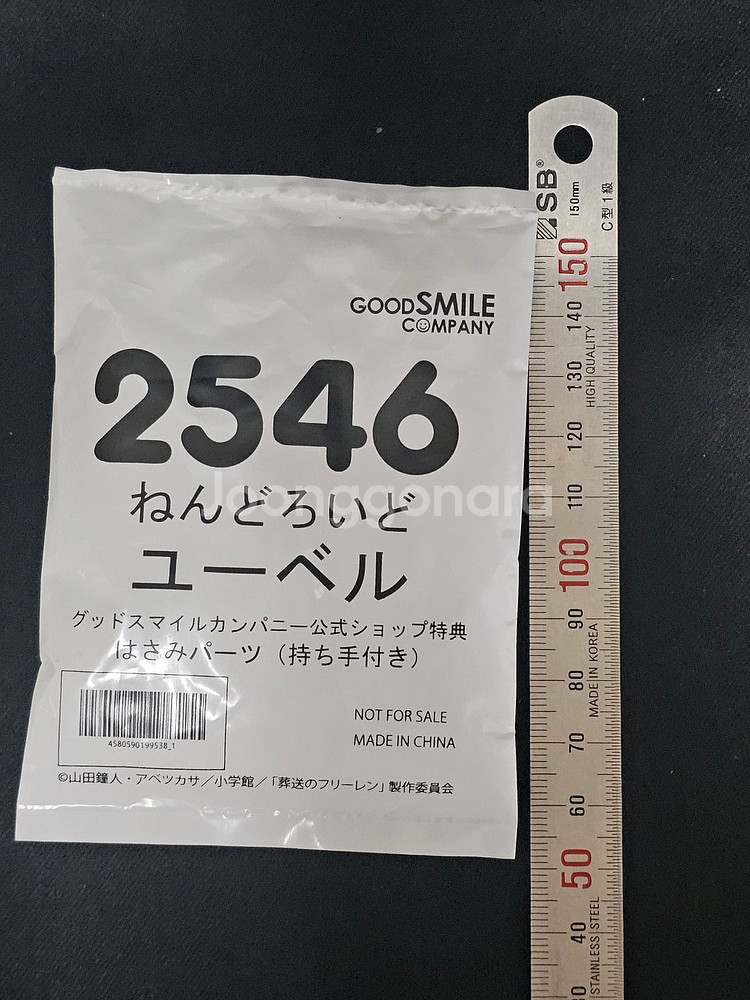 GOODSMILE
COMPANY
2546
ねんどろいど
ユーベル
グッドスマイルカンパニー公式ショップ特典
はさみパーツ（持ち手付き）
4580590199538_1
NOT FOR SALE
MADE IN CHINA
©山田鐘人・アベツカサ／小学館／「葬送のフリーレン」製作委員会
Joonggonara
SB®
150mm
C型1級
150
140
HIGH QUALITY
130
120
110
100
90
MADE IN KOREA
80
70
60
50
40
STAINLESS STEEL